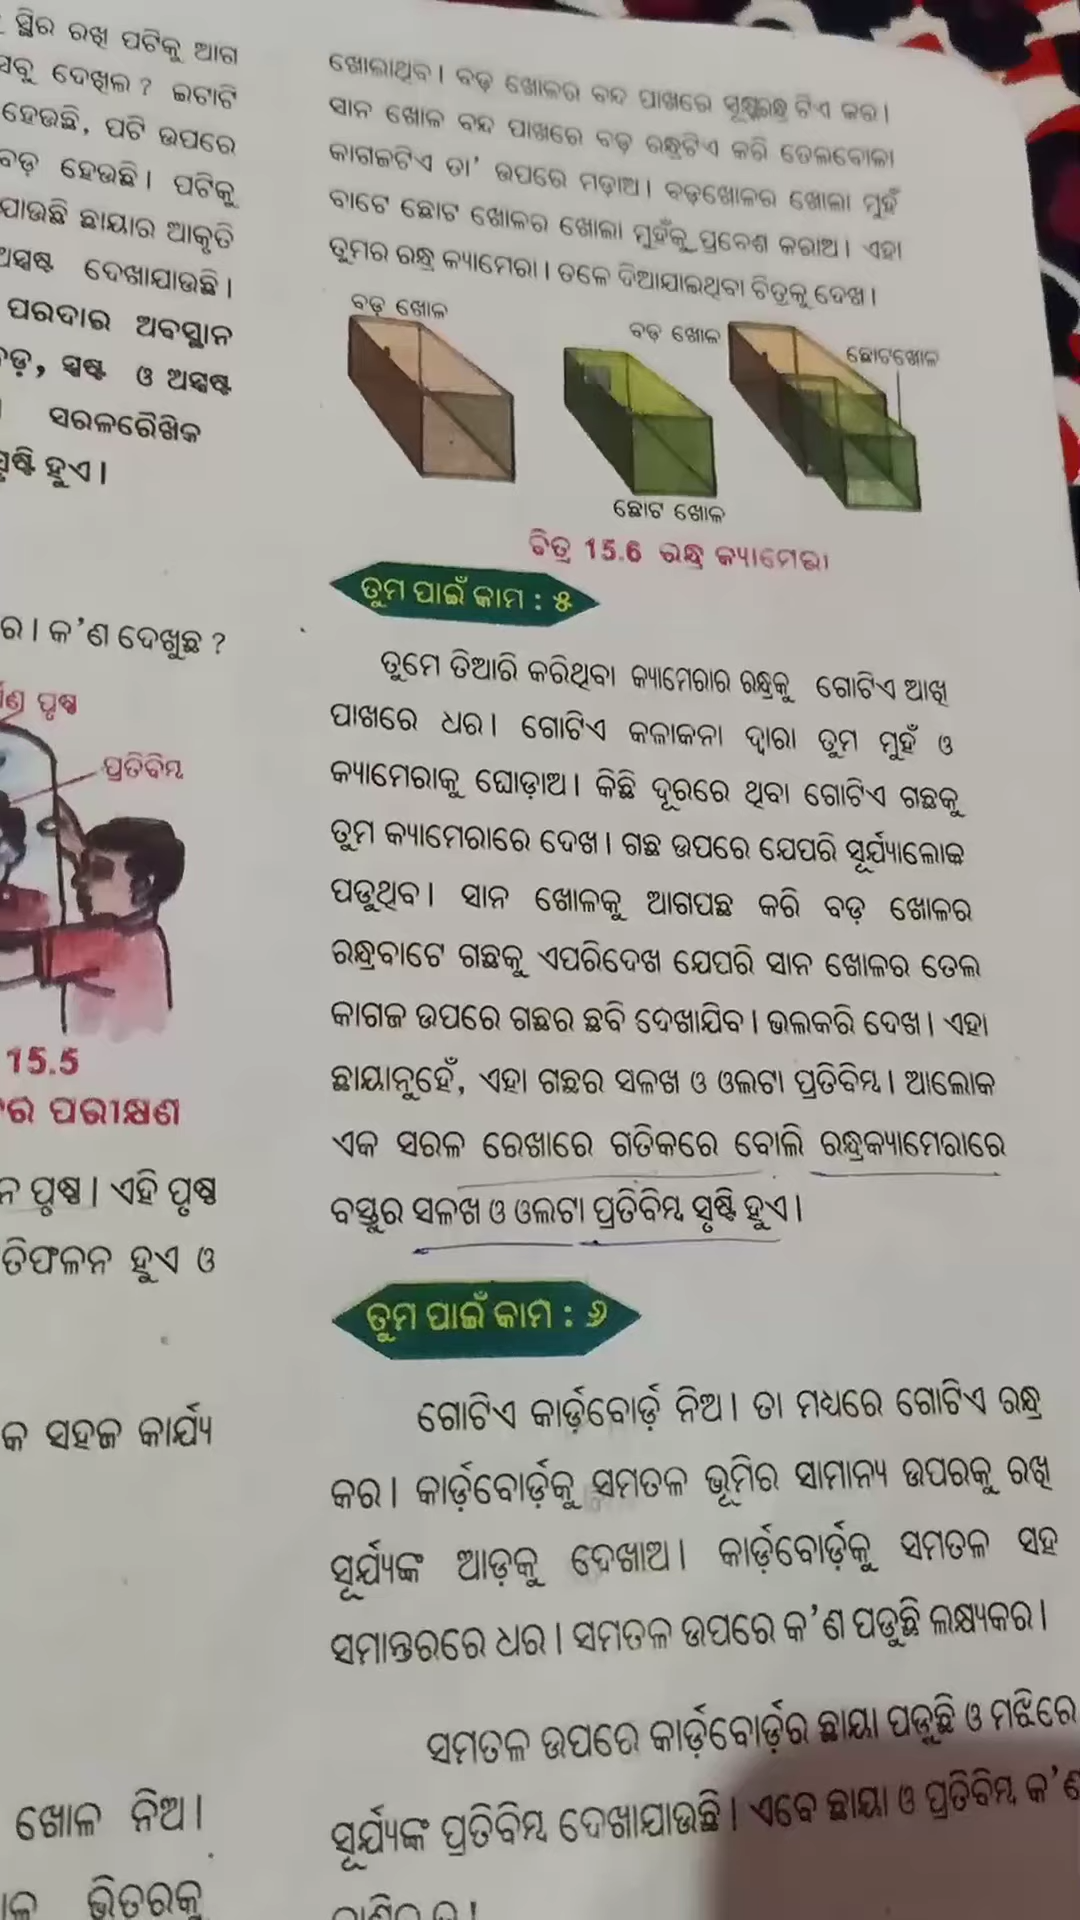 ସ୍ଥିର ରଖି ପଟିକୁ ଆଗ
ଦେଖିଲ ? ଇଟାଟି
ହେଉଛି, ପଟି ଉପରେ
ବଡ଼ ହେଉଛି । ପଟିକୁ
ଯାଉଛି ଛାୟାର ଆକୃତି
ଅସ୍ପଷ୍ଟ ଦେଖାଯାଉଛି ।
ପରଦାର ଅବସ୍ଥାନ
ସ୍ପଷ୍ଟ ଓ ଅସ୍ପଷ୍ଟ
ସରଳରୈଖିକ
ସୃଷ୍ଟି ହୁଏ ।
ର । କ'ଣ ଦେଖୁଛ ?
ପୃଷ୍ଠ
ପ୍ରତିବିମ୍ବ
15.5
ର ପରୀକ୍ଷଣ
ନ ପୃଷ୍ଠ । ଏହି ପୃଷ୍ଠ
ତିଫଳନ ହୁଏ ଓ
କ ସହଜ କାର୍ଯ୍ୟ
ଖୋଳ ନିଅ ।
ଭିତରକୁ
ଖୋଲାଥିବ । ବଡ଼ ଖୋଳର ବନ୍ଦ ପାଖରେ ସୂକ୍ଷ୍ମରନ୍ଧ୍ର ଟିଏ କର ।
ସାନ ଖୋଳ ବନ୍ଦ ପାଖରେ ବଡ଼ ରନ୍ଧ୍ରଟିଏ କରି ତେଲବୋଳା
କାଗଜଟିଏ ତା' ଉପରେ ମଡ଼ାଅ । ବଡ଼ଖୋଳର ଖୋଲା ମୁହଁ
ବାଟେ ଛୋଟ ଖୋଳର ଖୋଲା ମୁହଁକୁ ପ୍ରବେଶ କରାଅ । ଏହା
ତୁମର ରନ୍ଧ୍ର କ୍ୟାମେରା । ତଳେ ଦିଆଯାଇଥିବା ଚିତ୍ରକୁ ଦେଖ ।
ବଡ଼ ଖୋଳ
ବଡ଼ ଖୋଳ
ଛୋଟଖୋଳ
ଛୋଟ ଖୋଳ
ଚିତ୍ର 15.6 ରନ୍ଧ୍ର କ୍ୟାମେରା
ତୁମ ପାଇଁ କାମ : ୫
ତୁମେ ତିଆରି କରିଥିବା କ୍ୟାମେରାର ରନ୍ଧ୍ରକୁ ଗୋଟିଏ ଆଖି
ପାଖରେ ଧର । ଗୋଟିଏ କଳାକନା ଦ୍ୱାରା ତୁମ ମୁହଁ ଓ
କ୍ୟାମେରାକୁ ଘୋଡ଼ାଅ । କିଛି ଦୂରରେ ଥିବା ଗୋଟିଏ ଗଛକୁ
ତୁମ କ୍ୟାମେରାରେ ଦେଖ । ଗଛ ଉପରେ ଯେପରି ସୂର୍ଯ୍ୟାଲୋକ
ପଡୁଥିବ । ସାନ ଖୋଳକୁ ଆଗପଛ କରି ବଡ଼ ଖୋଳର
ରନ୍ଧ୍ରବାଟେ ଗଛକୁ ଏପରିଦେଖ ଯେପରି ସାନ ଖୋଳର ତେଲ
କାଗଜ ଉପରେ ଗଛର ଛବି ଦେଖାଯିବ । ଭଲକରି ଦେଖ । ଏହା
ଛାୟାନୁହେଁ, ଏହା ଗଛର ସଳଖ ଓ ଓଲଟା ପ୍ରତିବିମ୍ବ । ଆଲୋକ
ଏକ ସରଳ ରେଖାରେ ଗତିକରେ ବୋଲି ରନ୍ଧ୍ରକ୍ୟାମେରାରେ
ବସ୍ତୁର ସଳଖ ଓ ଓଲଟା ପ୍ରତିବିମ୍ବ ସୃଷ୍ଟି ହୁଏ ।
ତୁମ ପାଇଁ କାମ : ୬
ଗୋଟିଏ କାର୍ଡ଼ବୋର୍ଡ଼ ନିଅ । ତା ମଧ୍ୟରେ ଗୋଟିଏ ରନ୍ଧ୍ର
କର । କାର୍ଡ଼ବୋର୍ଡ଼କୁ ସମତଳ ଭୂମିର ସାମାନ୍ୟ ଉପରକୁ ରଖି
ସୂର୍ଯ୍ୟଙ୍କ ଆଡ଼କୁ ଦେଖାଅ । କାର୍ଡ଼ବୋର୍ଡ଼କୁ ସମତଳ ସହ
ସମାନ୍ତରରେ ଧର । ସମତଳ ଉପରେ କ'ଣ ପଡୁଛି ଲକ୍ଷ୍ୟକର ।
ସମତଳ ଉପରେ କାର୍ଡ଼ବୋର୍ଡ଼ର ଛାୟା ପଡୁଛି ଓ ମଝିରେ
ସୂର୍ଯ୍ୟଙ୍କ ପ୍ରତିବିମ୍ବ ଦେଖାଯାଉଛି । ଏବେ ଛାୟା ଓ ପ୍ରତିବିମ୍ବ କ'ଣ